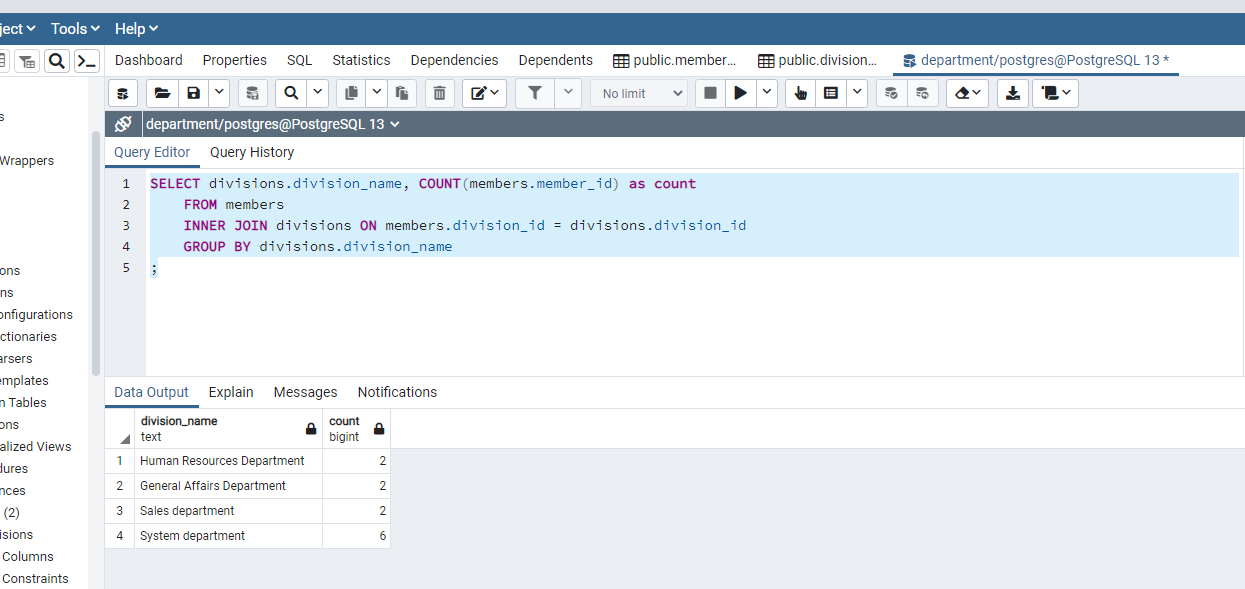 ject Tools Help
Dashboard Properties SQL Statistics Dependencies Dependents public.member... public.division... department/postgres@PostgreSQL 13 *
No limit
department/postgres@PostgreSQL 13
Query Editor Query History
s
Wrappers
ons
ns
onfigurations
ctionaries
arsers
emplates
n Tables
ons
alized Views
dures
nces
(2)
isions
Columns
Constraints
1 SELECT divisions.division_name, COUNT(members.member_id) as count
2 FROM members
3 INNER JOIN divisions ON members.division_id = divisions.division_id
4 GROUP BY divisions.division_name
5 ;
Data Output Explain Messages Notifications
division_name count
text bigint
1 Human Resources Department 2
2 General Affairs Department 2
3 Sales department 2
4 System department 6